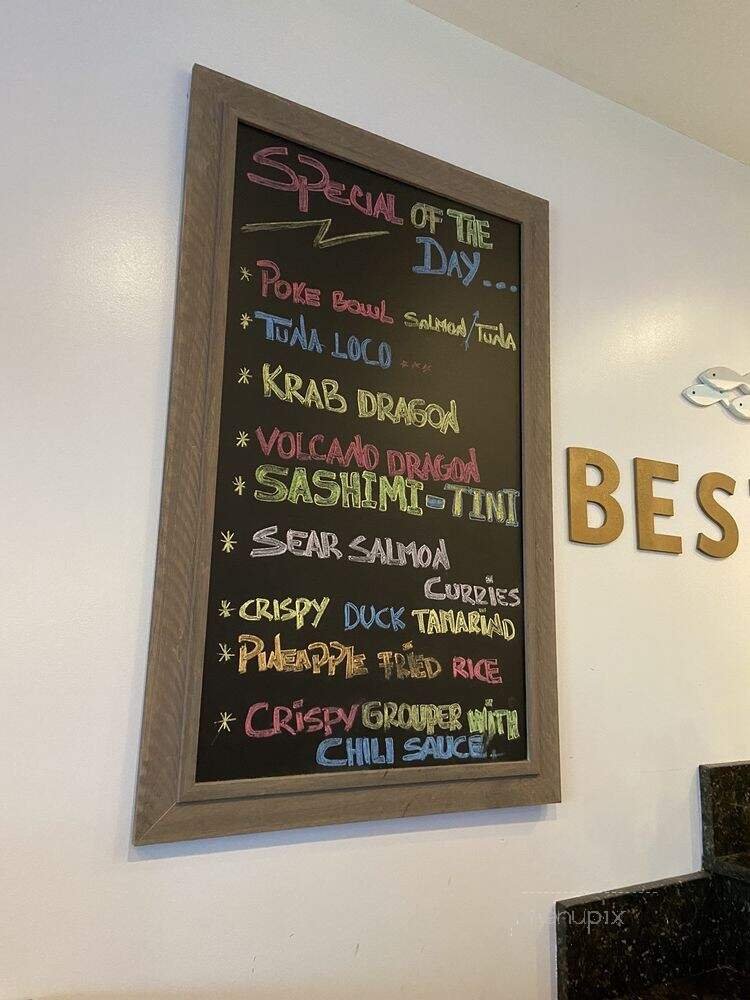 SPECIAL OF THE
DAY...
* POKE BOWL SALMON/TUNA
* TUNA LOCO ***
* KRAB DRAGON
* VOLCANO DRAGON
* SASHIMI-TINI
* SEAR SALMON
CURRIES
* CRISPY DUCK TAMARIND
* PINEAPPLE FRIED RICE
* CRISPY GROUPER WITH
CHILI SAUCE.
BES
menupix